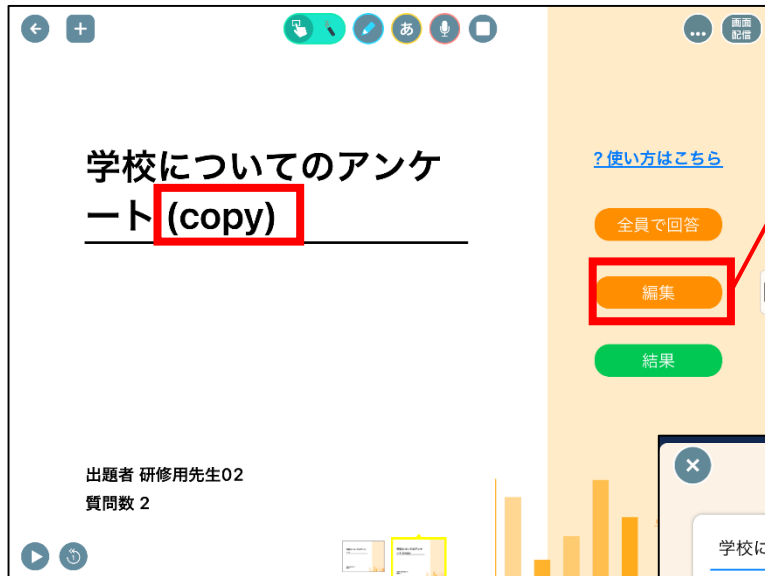 あ
画面
配信
学校についてのアンケ
ート (copy)
?使い方はこちら
全員で回答
編集
結果
出題者 研修用先生02
質問数 2
1
学校に